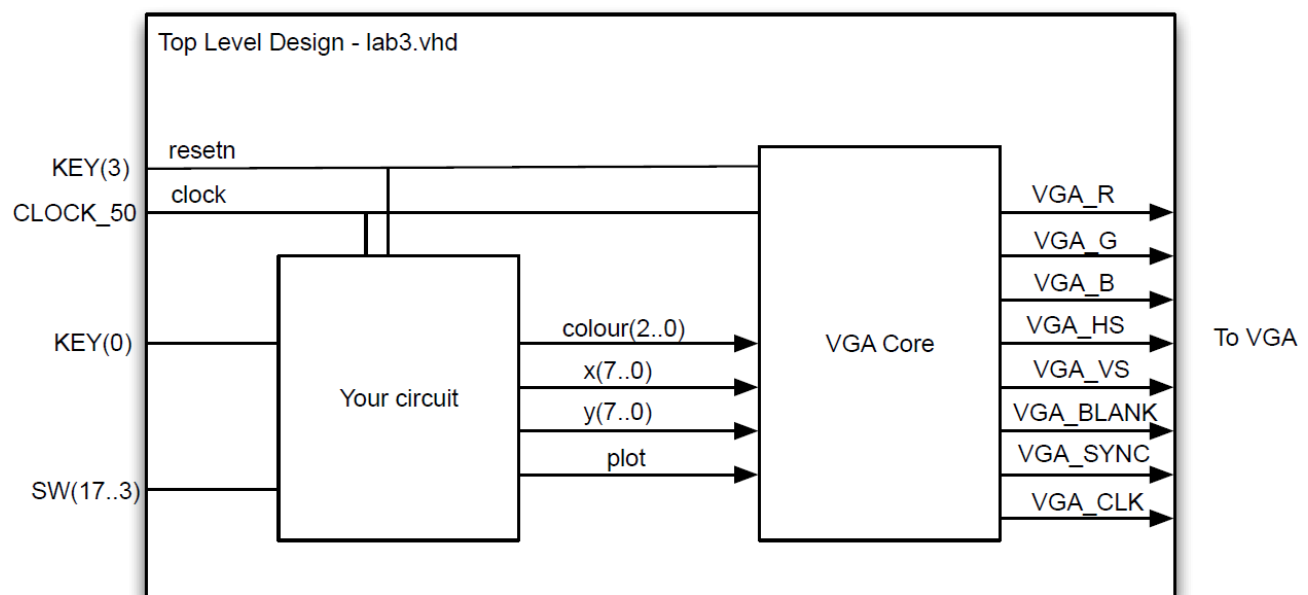 Top Level Design - lab3.vhd
resetn
KEY(3)
clock
CLOCK_50
KEY(0)
SW(17..3)
Your circuit
colour(2..0)
x(7..0)
y(7..0)
plot
VGA Core
VGA_R
VGA_G
VGA_B
VGA_HS
VGA_VS
VGA_BLANK
VGA_SYNC
VGA_CLK
To VGA